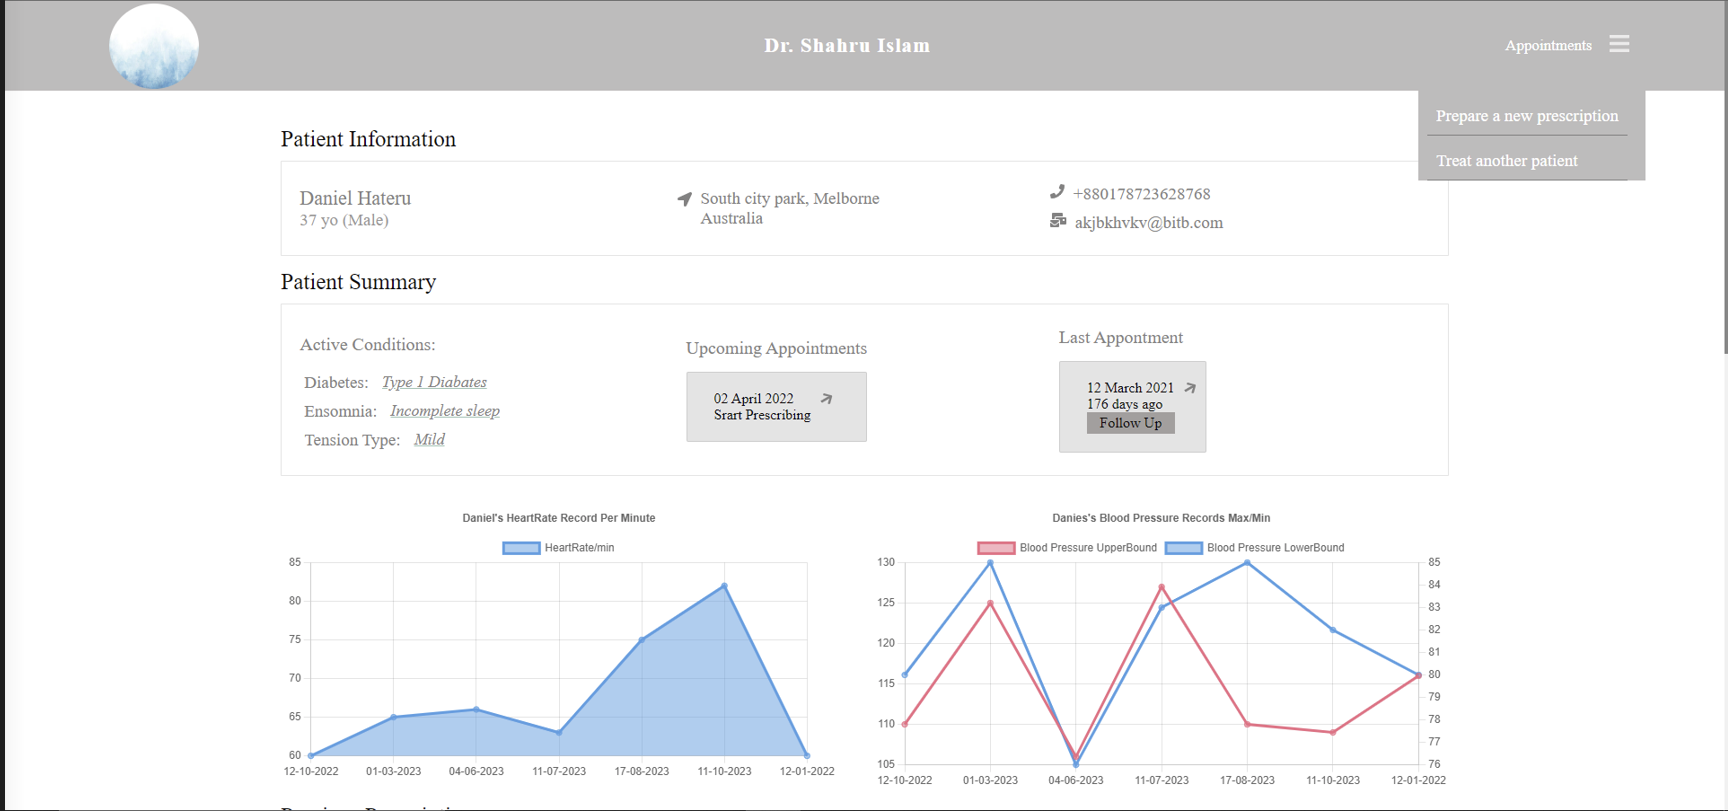 Dr. Shahru Islam
Appointments
Prepare a new prescription
Treat another patient
Patient Information
Daniel Hateru
37 yo (Male)
South city park, Melborne
Australia
+880178723628768
akjbkhvkv@bitb.com
Patient Summary
Active Conditions:
Diabetes: Type 1 Diabates
Ensomnia: Incomplete sleep
Tension Type: Mild
Upcoming Appointments
02 April 2022
Srart Prescribing
Last Appontment
12 March 2021
176 days ago
Follow Up
Daniel's HeartRate Record Per Minute
HeartRate/min
85
80
75
70
65
60
12-10-2022 01-03-2023 04-06-2023 11-07-2023 17-08-2023 11-10-2023 12-01-2022
Danies's Blood Pressure Records Max/Min
Blood Pressure UpperBound Blood Pressure LowerBound
130
125
120
115
110
105
85
84
83
82
81
80
79
78
77
76
12-10-2022 01-03-2023 04-06-2023 11-07-2023 17-08-2023 11-10-2023 12-01-2022